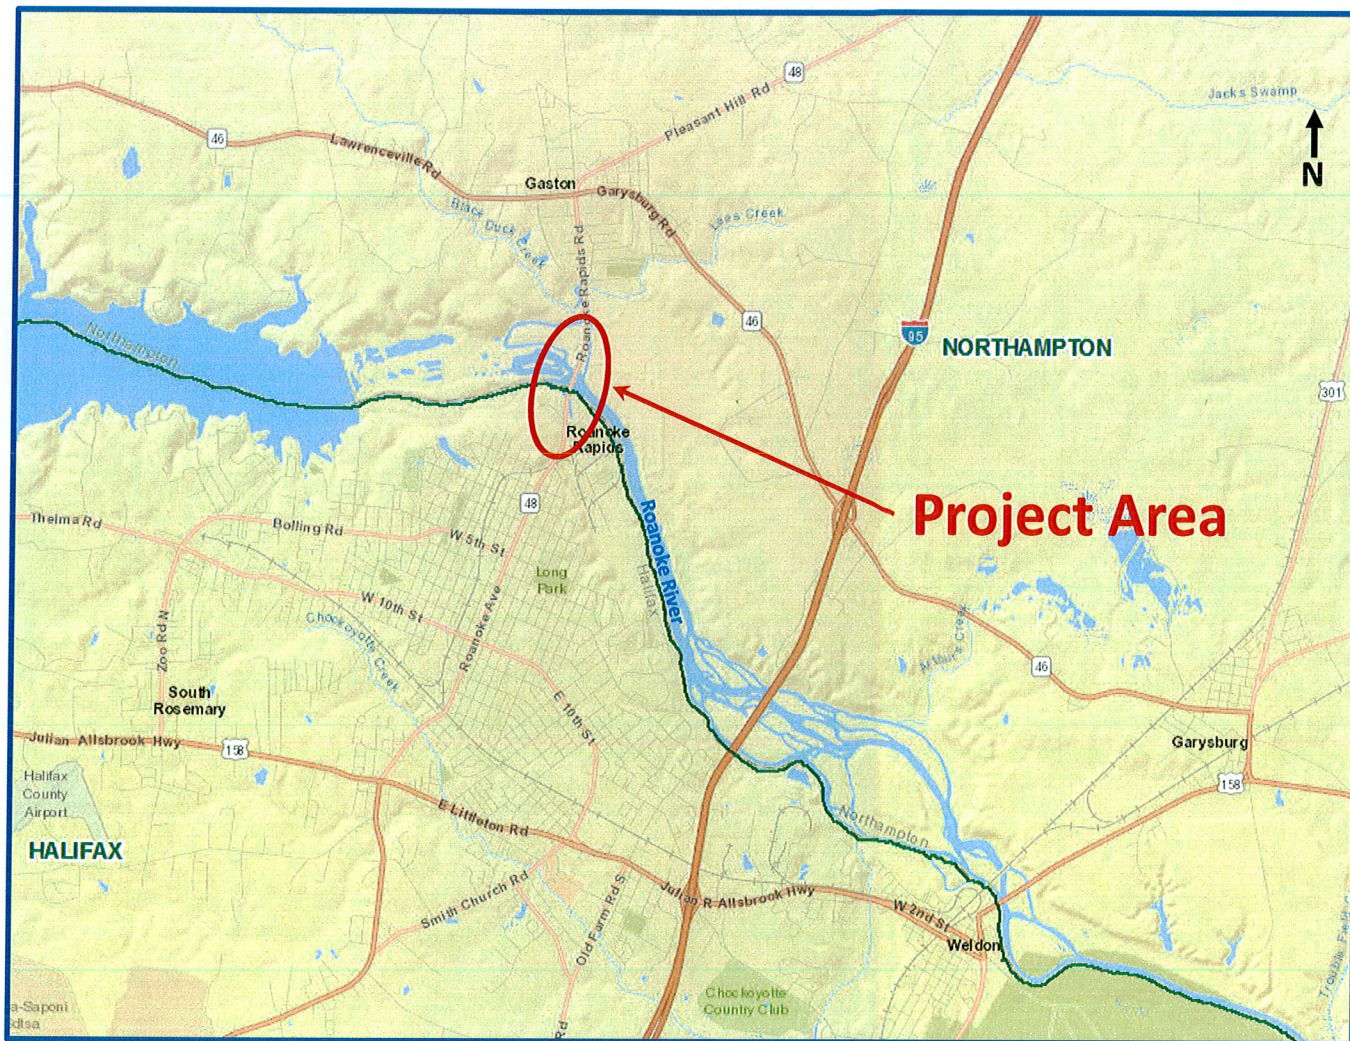 48
Jacks Swamp
Pleasant Hill Rd
46
Lawrenceville Rd
N
Gaston
Garysburg Rd
Black Duck Creek
Lees Creek
Roanoke Rapids Rd
46
95
Northampton
NORTHAMPTON
301
Roanoke
Rapids
48
Project Area
Thelma Rd
Bolling Rd
W 5th St
Roanoke River
Halifax
Long
Park
W 10th St
Chockoyotte Creek
Roanoke Ave
Zoo Rd N
Arthur's Creek
46
South
Rosemary
E 10th St
Julian Allsbrook Hwy
158
Garysburg
Halifax
County
Airport
158
E Littleton Rd
Northampton
HALIFAX
Julian R Allsbrook Hwy
Smith Church Rd
Old Farm Rd S
W 2nd St
Weldon
Chockoyotte
Country Club
a-Saponi
Rd